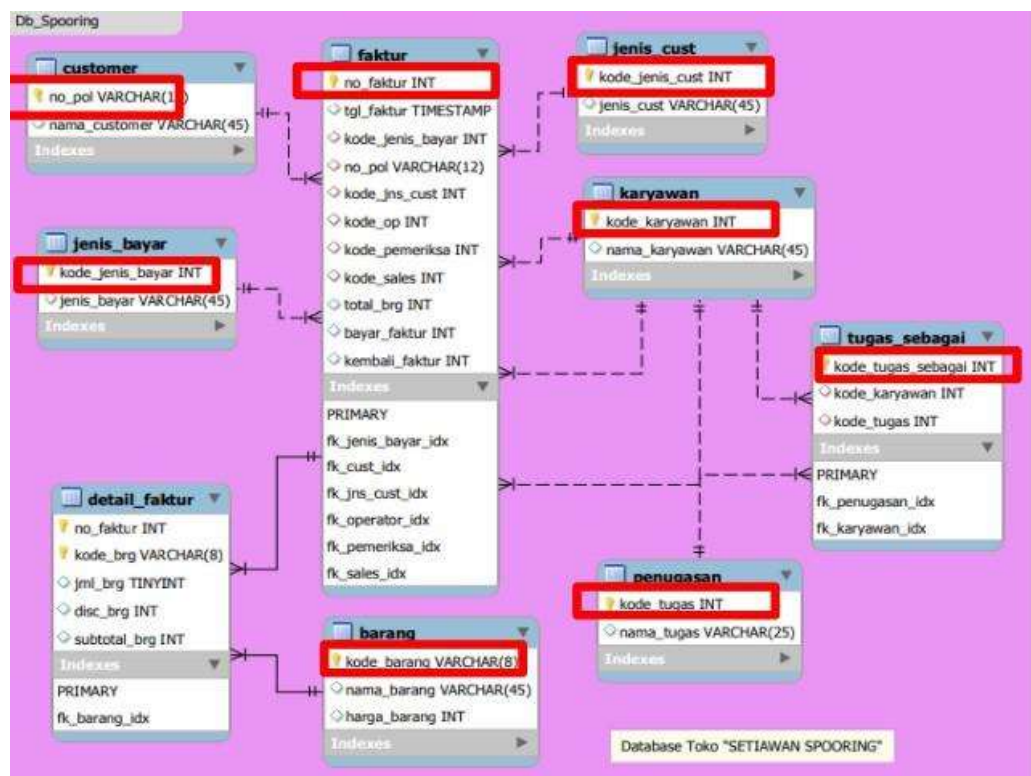 Db_Spooring
customer
no_pol VARCHAR(1
nama_customer VARCHAR(45)
Indexes
jenis_bayar
kode_jenis_bayar INT
jenis_bayar VARCHAR(45)
Indexes
detail_faktur
no_faktur INT
kode_brg VARCHAR(8)
jml_brg TINYINT
disc_brg INT
subtotal_brg INT
Indexes
PRIMARY
fk_barang_idx
faktur
no_faktur INT
tgl_faktur TIMESTAMP
kode_jenis_bayar INT
no_pol VARCHAR(12)
kode_jns_cust INT
kode_op INT
kode_pemeriksa INT
kode_sales INT
total_brg INT
bayar_faktur INT
kembali_faktur INT
Indexes
PRIMARY
fk_jenis_bayar_idx
fk_cust_idx
fk_jns_cust_idx
fk_operator_idx
fk_pemeriksa_idx
fk_sales_idx
barang
kode_barang VARCHAR(8)
nama_barang VARCHAR(45)
harga_barang INT
Indexes
jenis_cust
kode_jenis_cust INT
jenis_cust VARCHAR(45)
Indexes
karyawan
kode_karyawan INT
nama_karyawan VARCHAR(45)
Indexes
tugas_sebagai
kode_tugas_sebagai INT
kode_karyawan INT
kode_tugas INT
Indexes
PRIMARY
fk_penugasan_idx
fk_karyawan_idx
penugasan
kode_tugas INT
nama_tugas VARCHAR(25)
Indexes
Database Toko "SETIAWAN SPOORING"